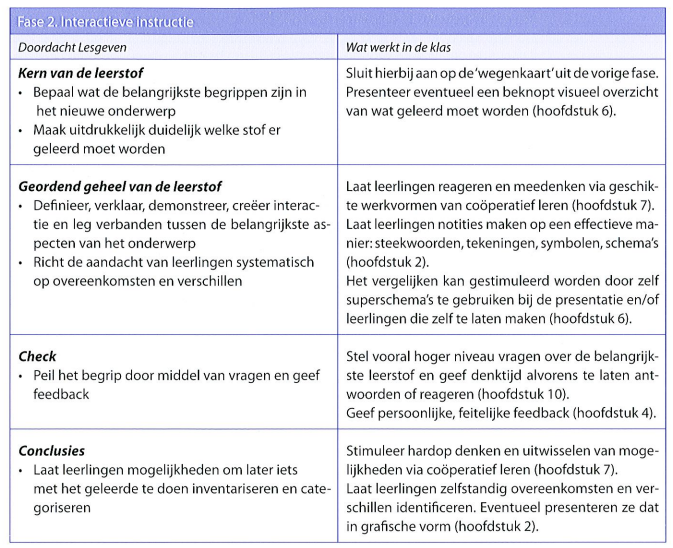 Fase 2. Interactieve instructie
Doordacht Lesgeven
Wat werkt in de klas
Kern van de leerstof
• Bepaal wat de belangrijkste begrippen zijn in
het nieuwe onderwerp
• Maak uitdrukkelijk duidelijk welke stof er
geleerd moet worden
Sluit hierbij aan op de 'wegenkaart' uit de vorige fase.
Presenteer eventueel een beknopt visueel overzicht
van wat geleerd moet worden (hoofdstuk 6).
Geordend geheel van de leerstof
• Definieer, verklaar, demonstreer, creëer interac-
tie en leg verbanden tussen de belangrijkste as-
pecten van het onderwerp
• Richt de aandacht van leerlingen systematisch
op overeenkomsten en verschillen
Laat leerlingen reageren en meedenken via geschik-
te werkvormen van coöperatief leren (hoofdstuk 7).
Laat leerlingen notities maken op een effectieve ma-
nier: steekwoorden, tekeningen, symbolen, schema's
(hoofdstuk 2).
Het vergelijken kan gestimuleerd worden door zelf
superschema's te gebruiken bij de presentatie en/of
leerlingen die zelf te laten maken (hoofdstuk 6).
Check
• Peil het begrip door middel van vragen en geef
feedback
Stel vooral hoger niveau vragen over de belangrijk-
ste leerstof en geef denktijd alvorens te laten ant-
woorden of reageren (hoofdstuk 10).
Geef persoonlijke, feitelijke feedback (hoofdstuk 4).
Conclusies
• Laat leerlingen mogelijkheden om later iets
met het geleerde te doen inventariseren en cate-
goriseren
Stimuleer hardop denken en uitwisselen van moge-
lijkheden via coöperatief leren (hoofdstuk 7).
Laat leerlingen zelfstandig overeenkomsten en ver-
schillen identificeren. Eventueel presenteren ze dat
in grafische vorm (hoofdstuk 2).